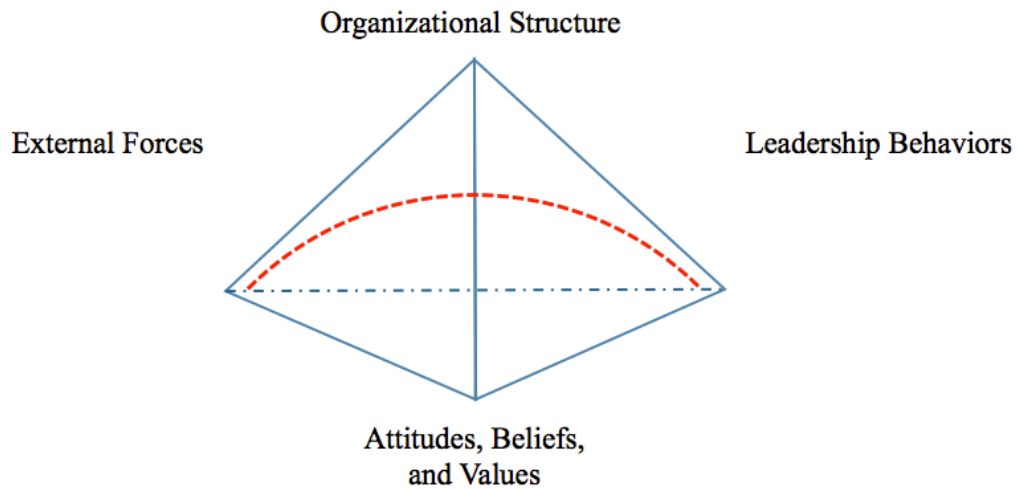 Organizational Structure
External Forces
Leadership Behaviors
Attitudes, Beliefs,
and Values